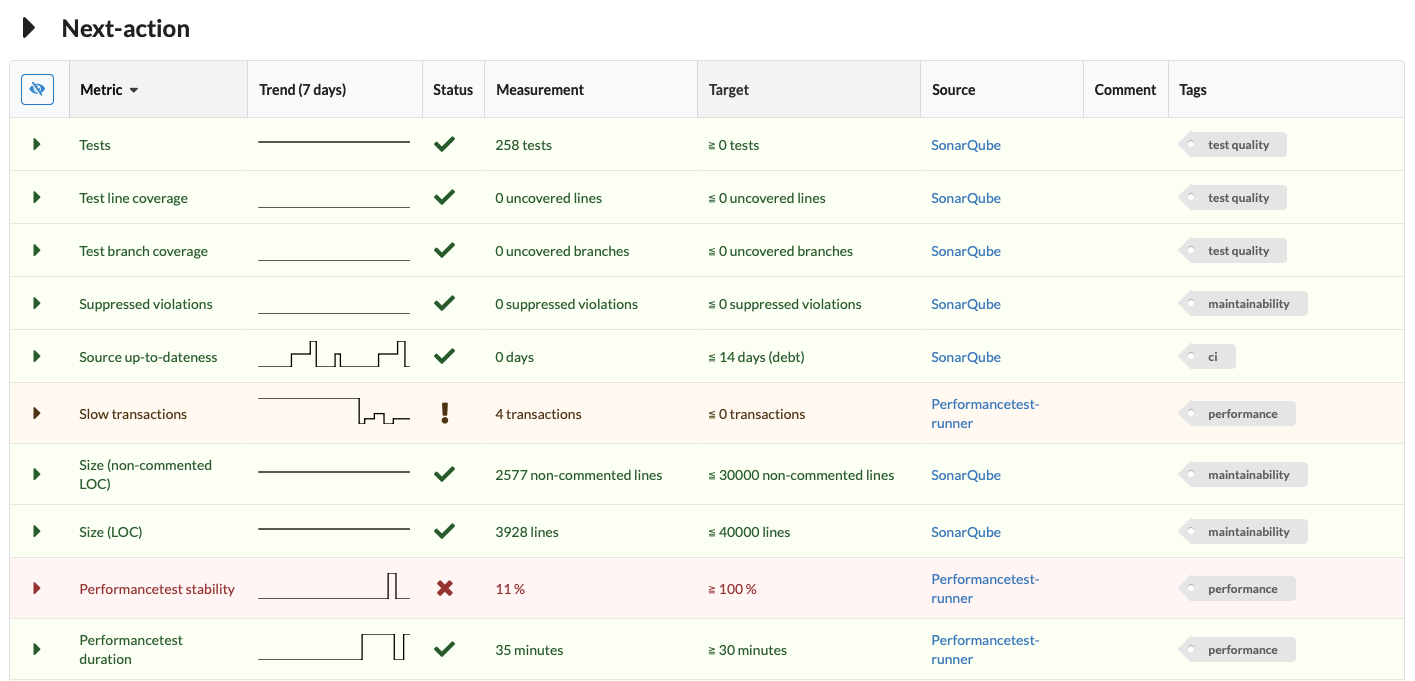 Next-action
Metric Trend (7 days) Status Measurement Target Source Comment Tags
Tests 258 tests ≥ 0 tests SonarQube test quality
Test line coverage 0 uncovered lines ≤ 0 uncovered lines SonarQube test quality
Test branch coverage 0 uncovered branches ≤ 0 uncovered branches SonarQube test quality
Suppressed violations 0 suppressed violations ≤ 0 suppressed violations SonarQube maintainability
Source up-to-dateness 0 days ≤ 14 days (debt) SonarQube ci
Slow transactions 4 transactions ≤ 0 transactions Performancetest-
runner performance
Size (non-commented
LOC) 2577 non-commented lines ≤ 30000 non-commented lines SonarQube maintainability
Size (LOC) 3928 lines ≤ 40000 lines SonarQube maintainability
Performancetest stability 11 % ≥ 100 % Performancetest-
runner performance
Performancetest
duration 35 minutes ≥ 30 minutes Performancetest-
runner performance